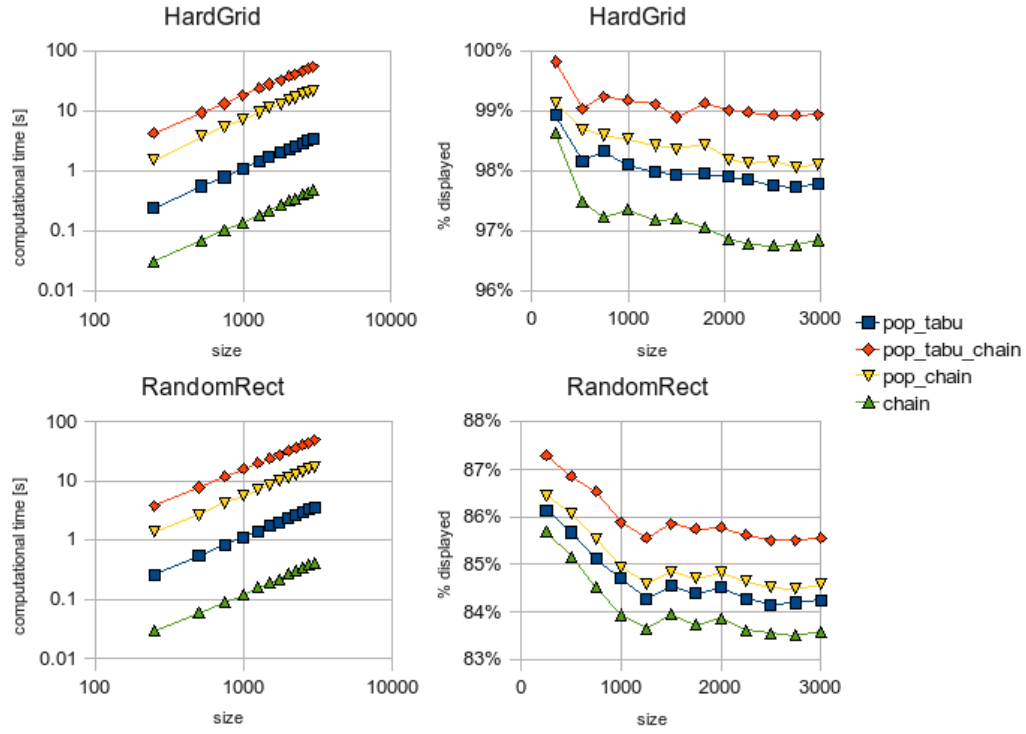 HardGrid
100
10
1
0.1
0.01
100
1000
10000
computational time [s]
size
HardGrid
100%
99%
98%
97%
96%
0
1000
2000
3000
% displayed
size
pop_tabu
pop_tabu_chain
pop_chain
chain
RandomRect
100
10
1
0.1
0.01
100
1000
10000
computational time [s]
size
RandomRect
88%
87%
86%
85%
84%
83%
0
1000
2000
3000
% displayed
size